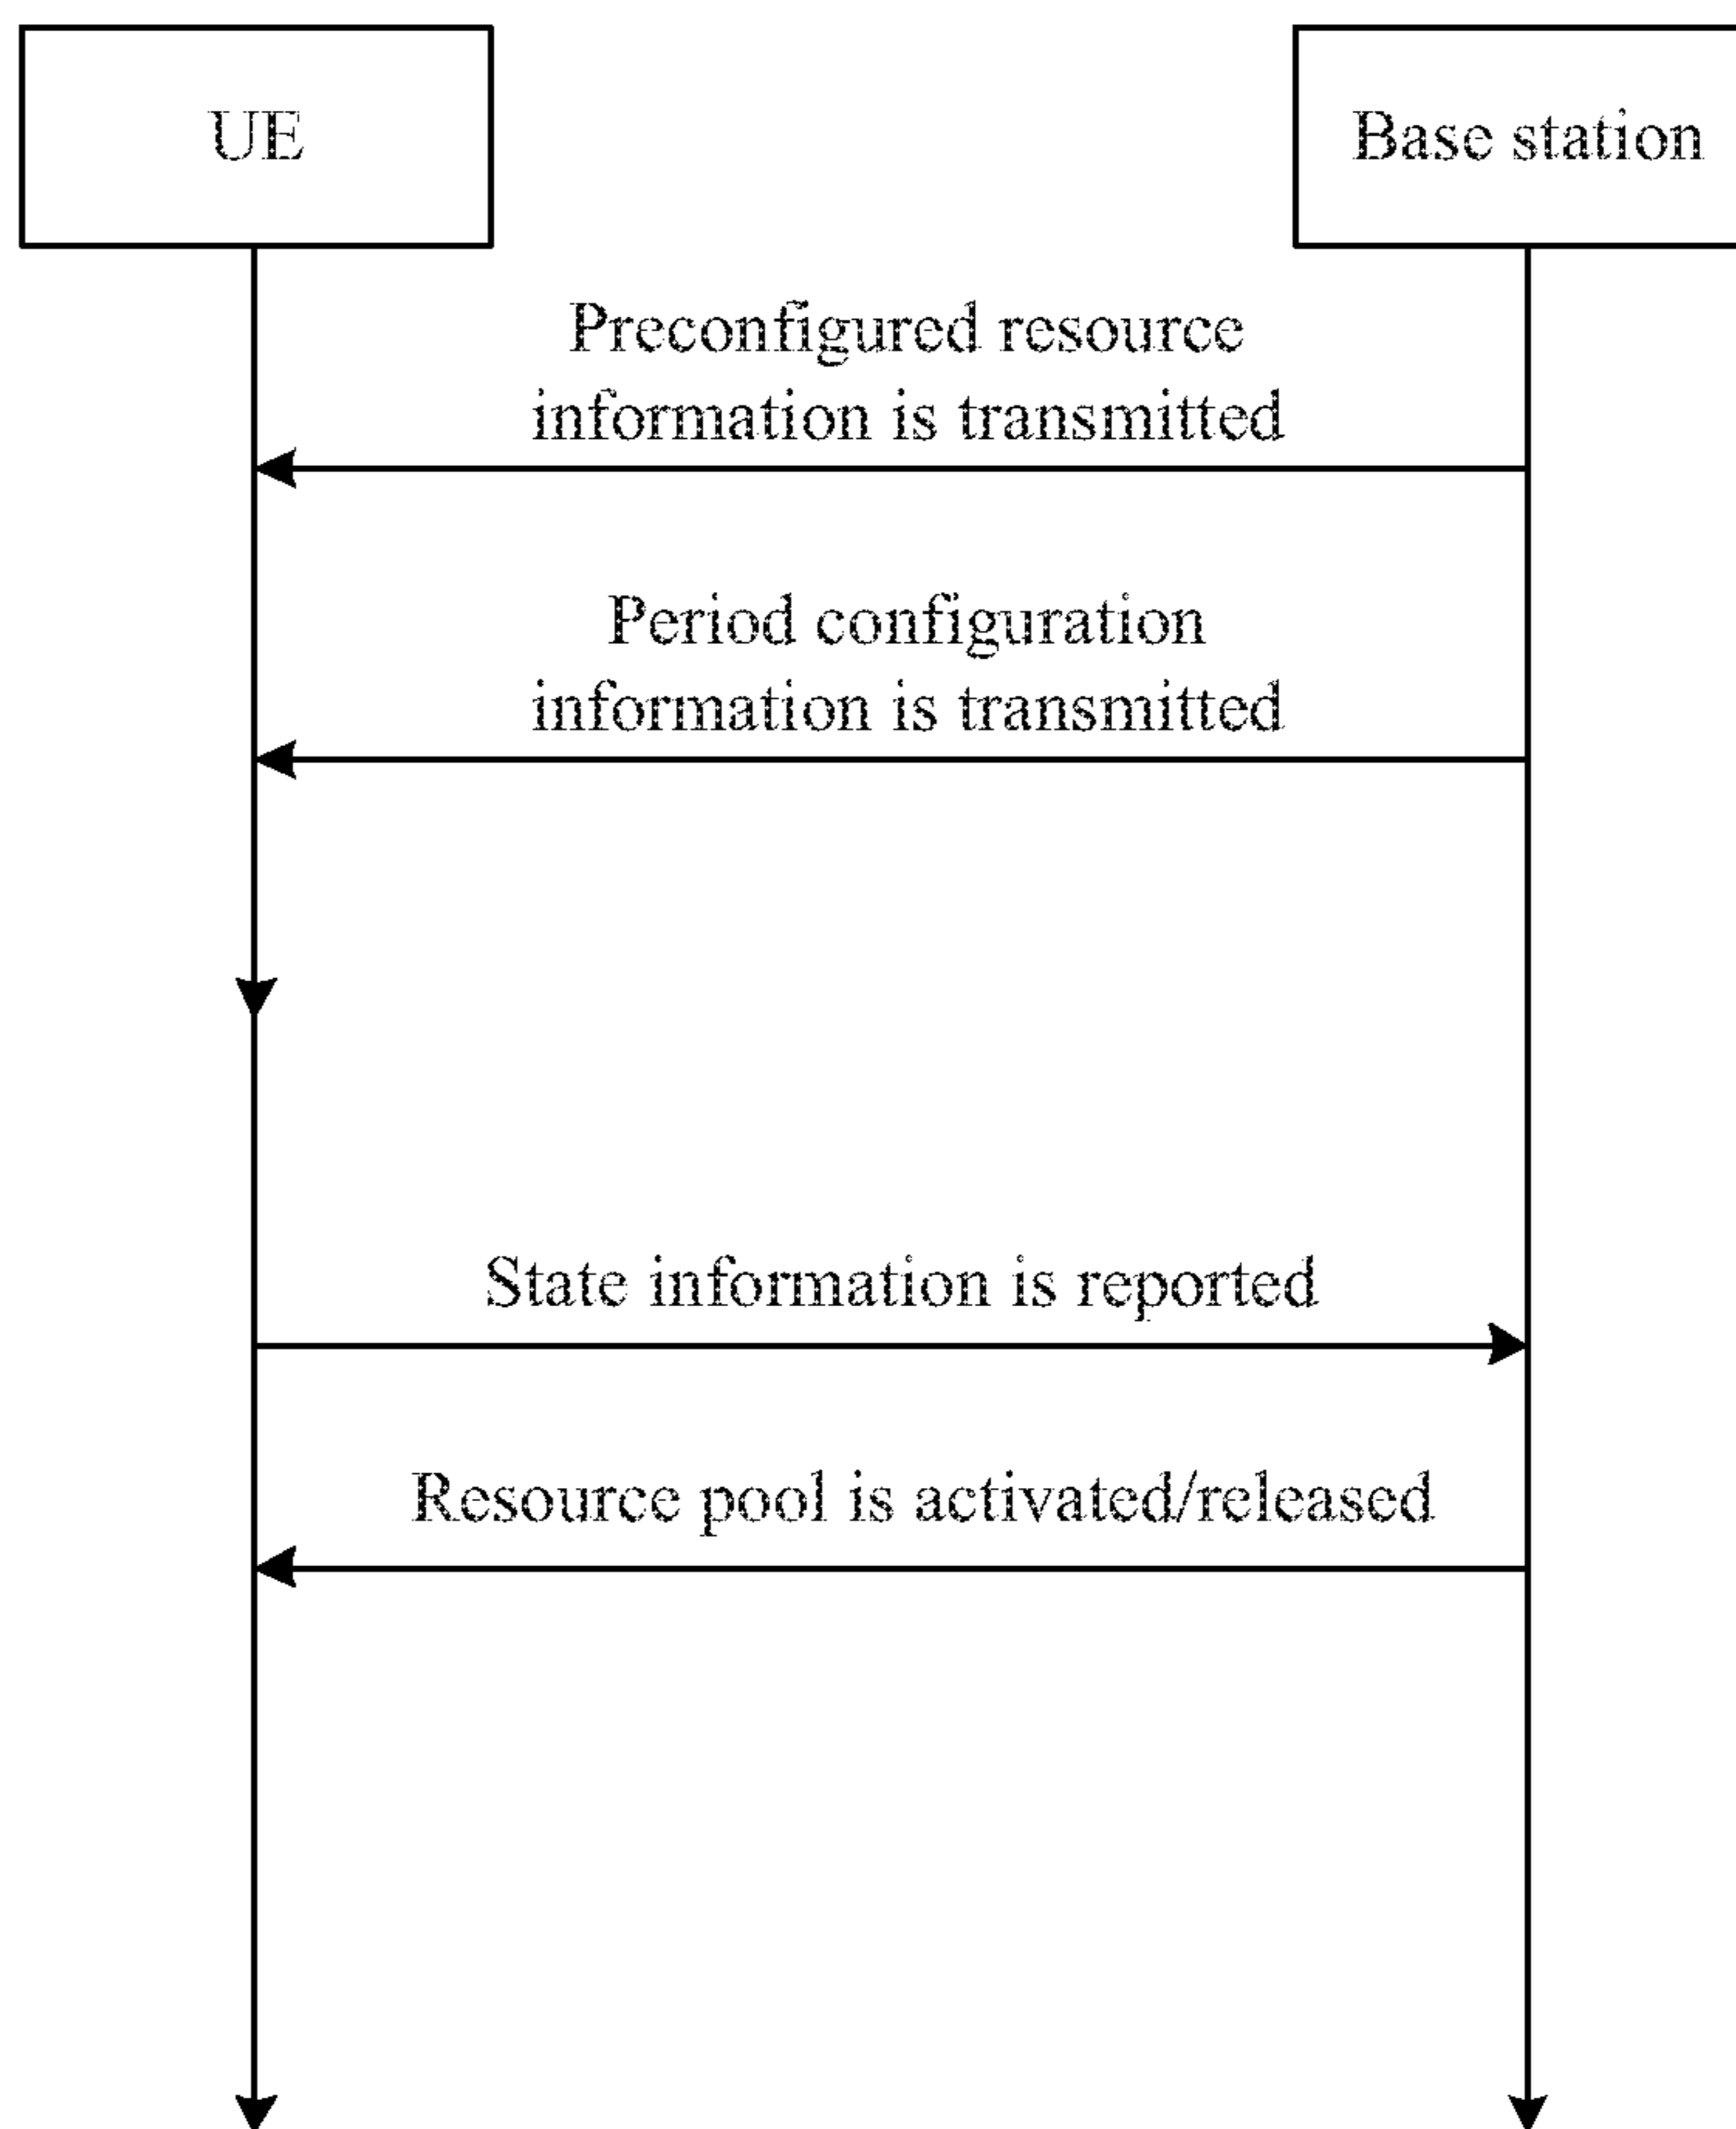 UE
Base station
Preconfigured resource
information is transmitted
Period configuration
information is transmitted
State information is reported
Resource pool is activated/released